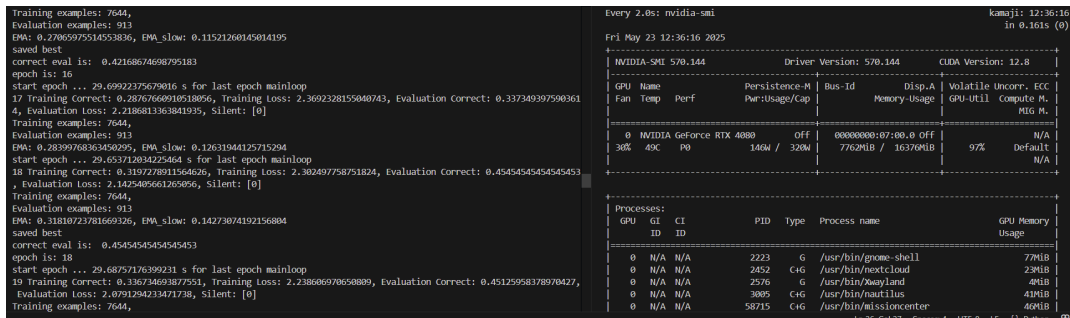 Training examples: 7644,
Evaluation examples: 913
EMA: 0.27065975514553836, EMA_slow: 0.11521260145014195
saved best
correct eval is:  0.42168674698795183
epoch is: 16
start epoch ... 29.69922375679016 s for last epoch mainloop
17 Training Correct: 0.28767660910518056, Training Loss: 2.3692328155040743, Evaluation Correct: 0.337349397590361
4, Evaluation Loss: 2.2186813363841935, Silent: [0]
Training examples: 7644,
Evaluation examples: 913
EMA: 0.2839976836345029​5, EMA_slow: 0.12631944125715294
start epoch ... 29.653712034225464 s for last epoch mainloop
18 Training Correct: 0.3197278911564626, Training Loss: 2.302497758751824, Evaluation Correct: 0.45454545454545453
, Evaluation Loss: 2.1425405661265056, Silent: [0]
Training examples: 7644,
Evaluation examples: 913
EMA: 0.31810723781669326, EMA_slow: 0.14273074192156804
saved best
correct eval is:  0.45454545454545453
epoch is: 18
start epoch ... 29.68757176399231 s for last epoch mainloop
19 Training Correct: 0.336734693877551, Training Loss: 2.238606970650809, Evaluation Correct: 0.45125958378970427,
Evaluation Loss: 2.0791294233471738, Silent: [0]
Training examples: 7644,
Every 2.0s: nvidia-smi kamaji: 12:36:16
in 0.161s (0)
Fri May 23 12:36:16 2025
NVIDIA-SMI 570.144 Driver Version: 570.144 CUDA Version: 12.8
GPU Name Persistence-M | Bus-Id Disp.A | Volatile Uncorr. ECC
Fan Temp Perf Pwr:Usage/Cap | Memory-Usage | GPU-Util Compute M.
MIG M.
0 NVIDIA GeForce RTX 4080 Off | 00000000:07:00.0 Off | N/A
30% 49C P0 146W / 320W | 7762MiB / 16376MiB | 97% Default
N/A
Processes:
GPU GI CI PID Type Process name GPU Memory
ID ID Usage
0 N/A N/A 2223 G /usr/bin/gnome-shell 77MiB
0 N/A N/A 2452 C+G /usr/bin/nextcloud 23MiB
0 N/A N/A 2576 G /usr/bin/Xwayland 4MiB
0 N/A N/A 3005 C+G /usr/bin/nautilus 41MiB
0 N/A N/A 58715 C+G /usr/bin/missioncenter 46MiB